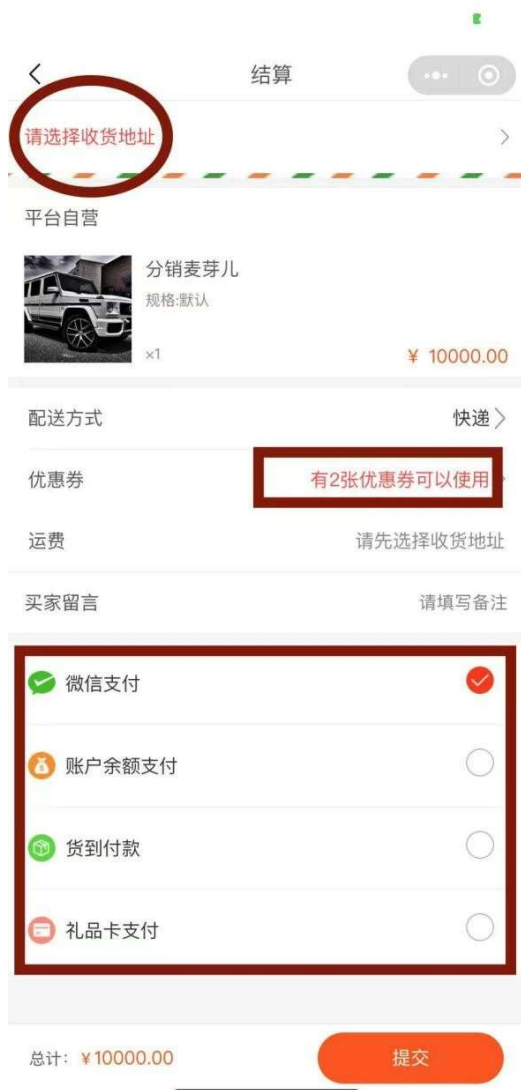 结算
请选择收货地址
平台自营
分销麦芽儿
规格:默认
×1
¥ 10000.00
配送方式
快递
优惠券
有2张优惠券可以使用
运费
请先选择收货地址
买家留言
请填写备注
微信支付
账户余额支付
货到付款
礼品卡支付
总计: ¥10000.00
提交